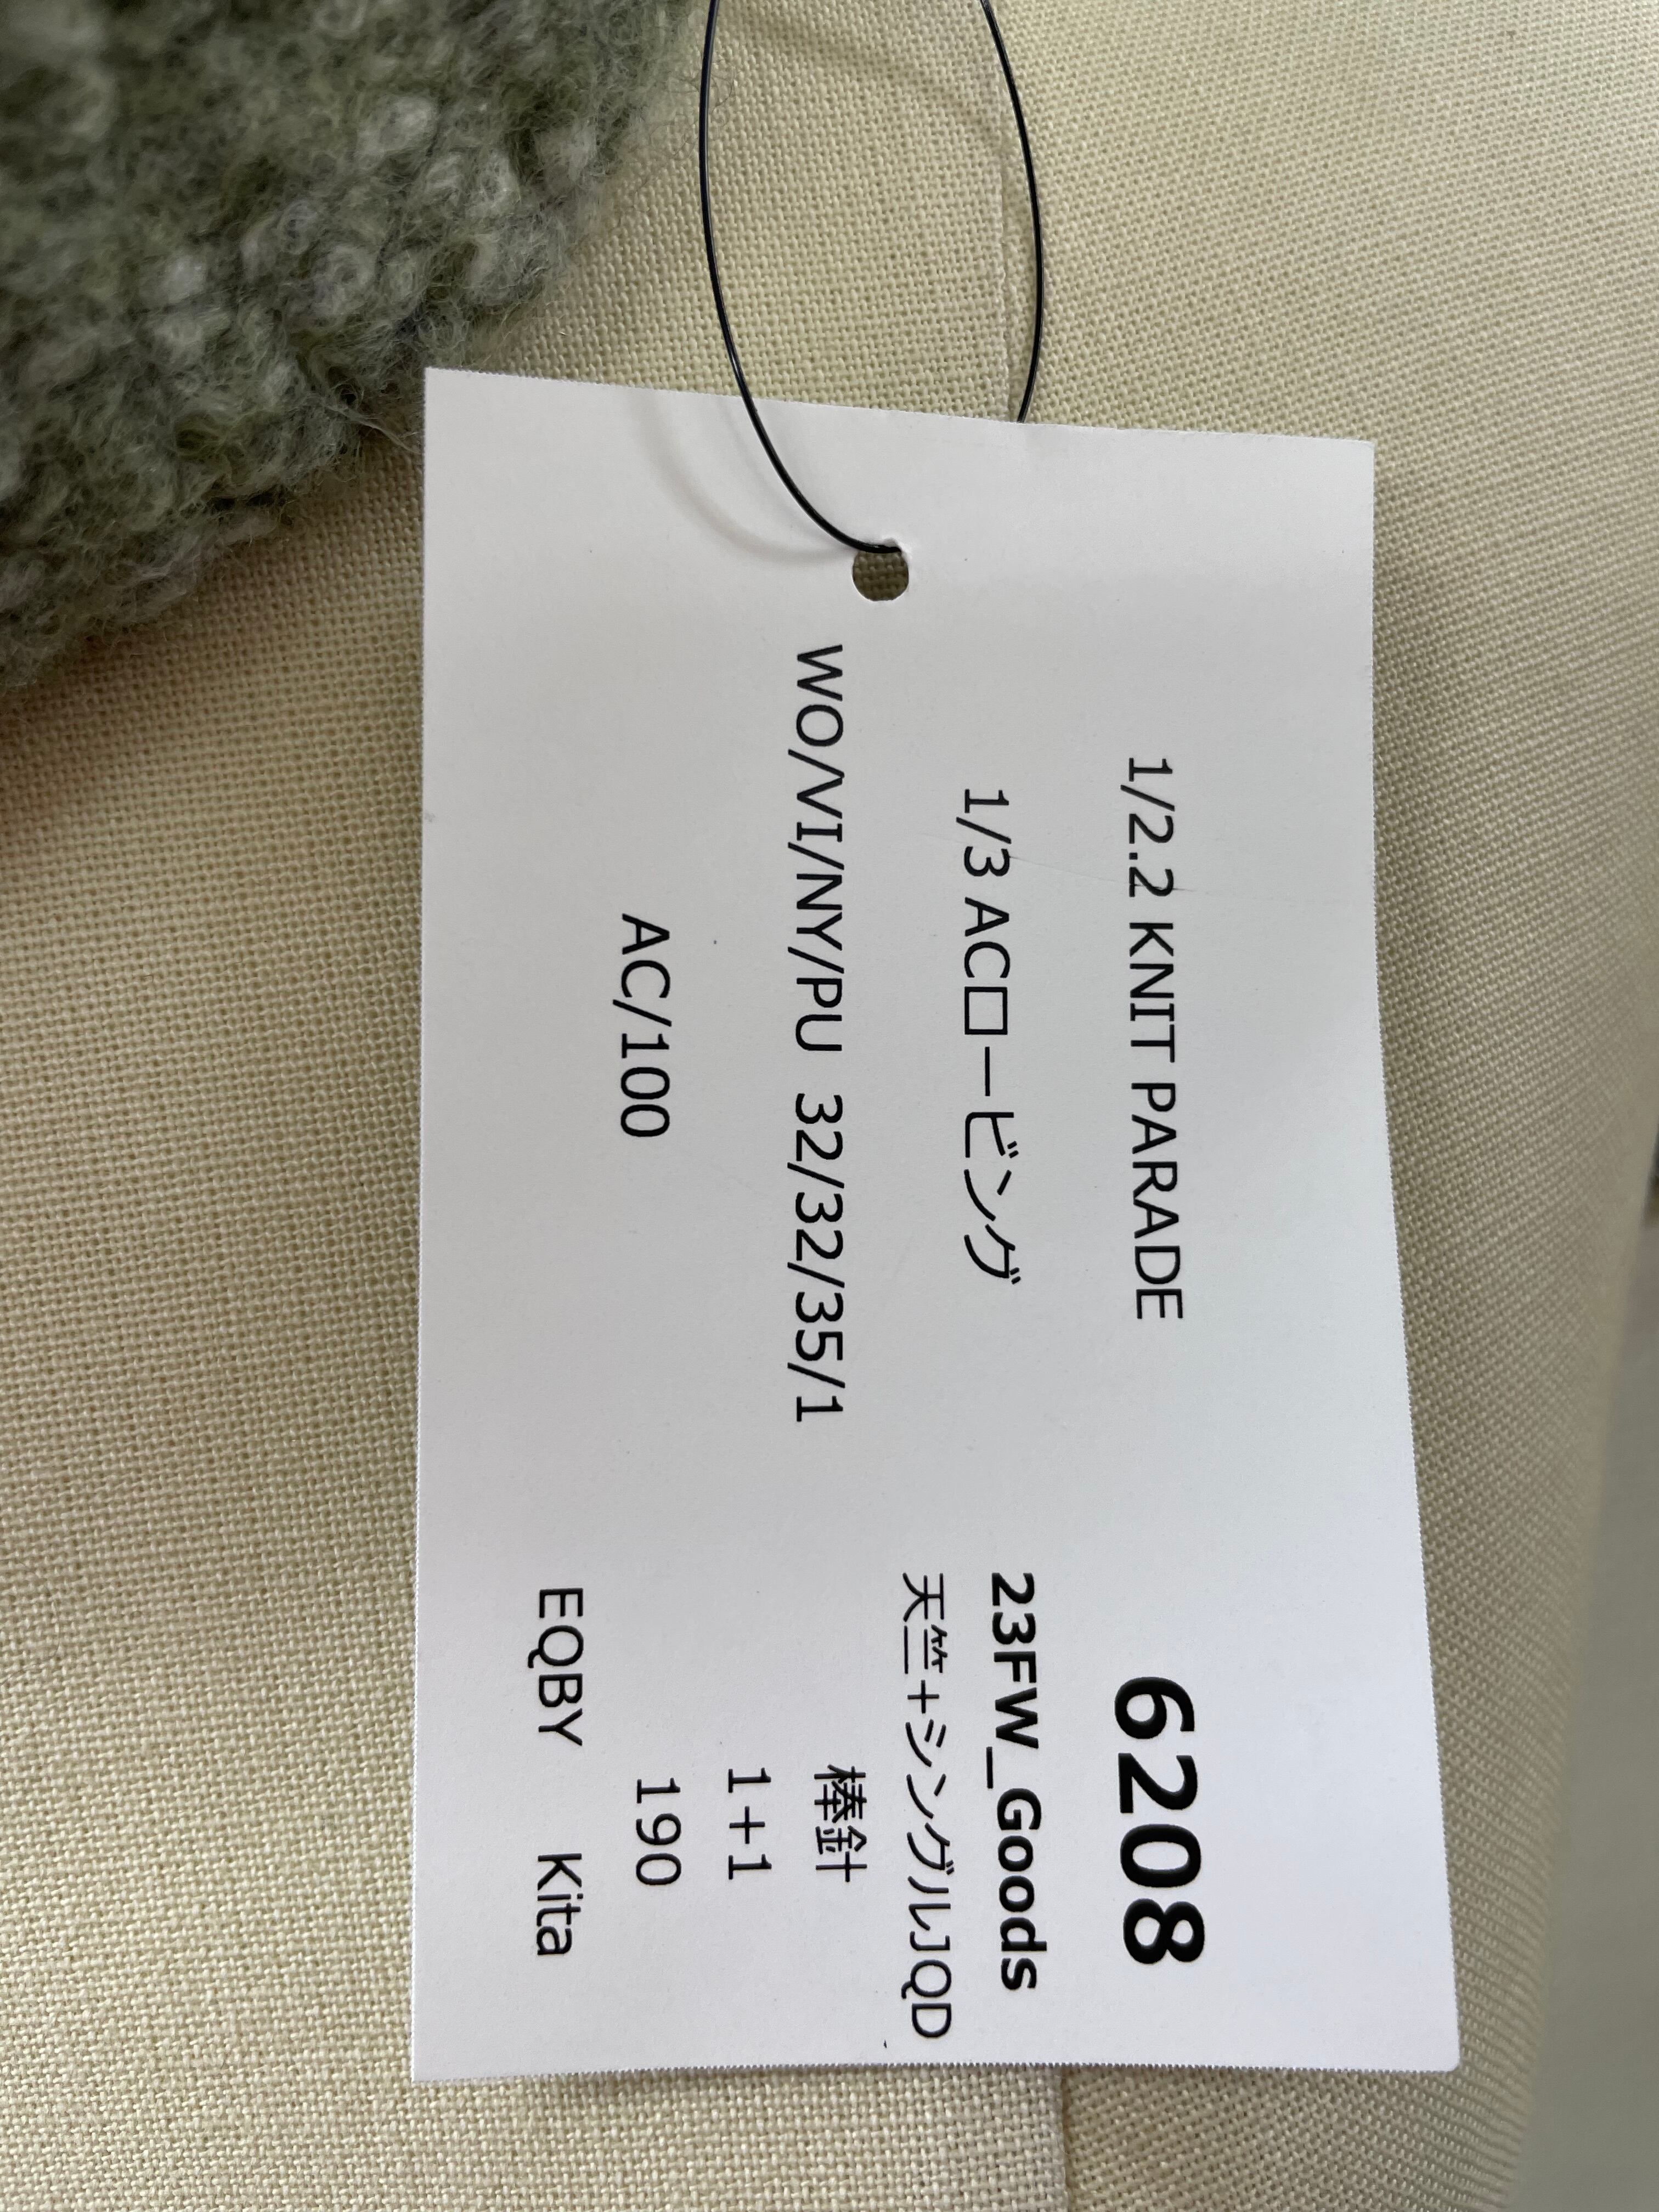 6208
1/2.2 KNIT PARADE
23FW_Goods
1/3 ACロービング
天竺+シングルJQD
WO/VI/NY/PU 32/32/35/1
棒針
1+1
AC/100
190
EQBY Kita